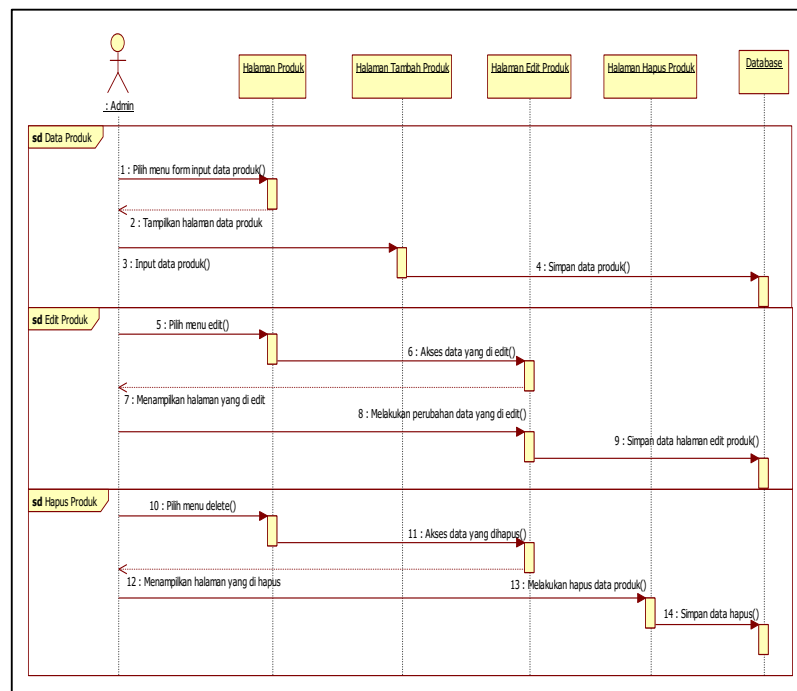 : Admin
Halaman Produk
Halaman Tambah Produk
Halaman Edit Produk
Halaman Hapus Produk
Database
sd Data Produk
1 : Pilih menu form input data produk()
2 : Tampilkan halaman data produk
3 : Input data produk()
4 : Simpan data produk()
sd Edit Produk
5 : Pilih menu edit()
6 : Akses data yang di edit()
7 : Menampilkan halaman yang di edit
8 : Melakukan perubahan data yang di edit()
9 : Simpan data halaman edit produk()
sd Hapus Produk
10 : Pilih menu delete()
11 : Akses data yang dihapus()
12 : Menampilkan halaman yang di hapus
13 : Melakukan hapus data produk()
14 : Simpan data hapus()